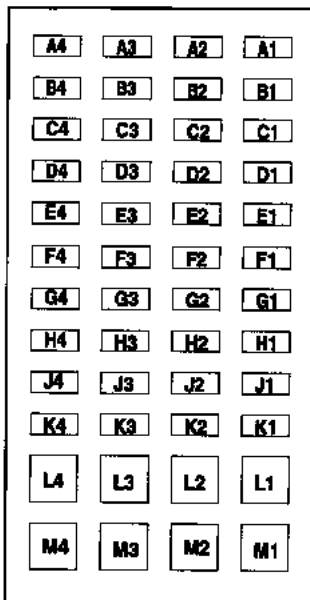 A4 A3 A2 A1
B4 B3 B2 B1
C4 C3 C2 C1
D4 D3 D2 D1
E4 E3 E2 E1
F4 F3 F2 F1
G4 G3 G2 G1
H4 H3 H2 H1
J4 J3 J2 J1
K4 K3 K2 K1
L4 L3 L2 L1
M4 M3 M2 M1